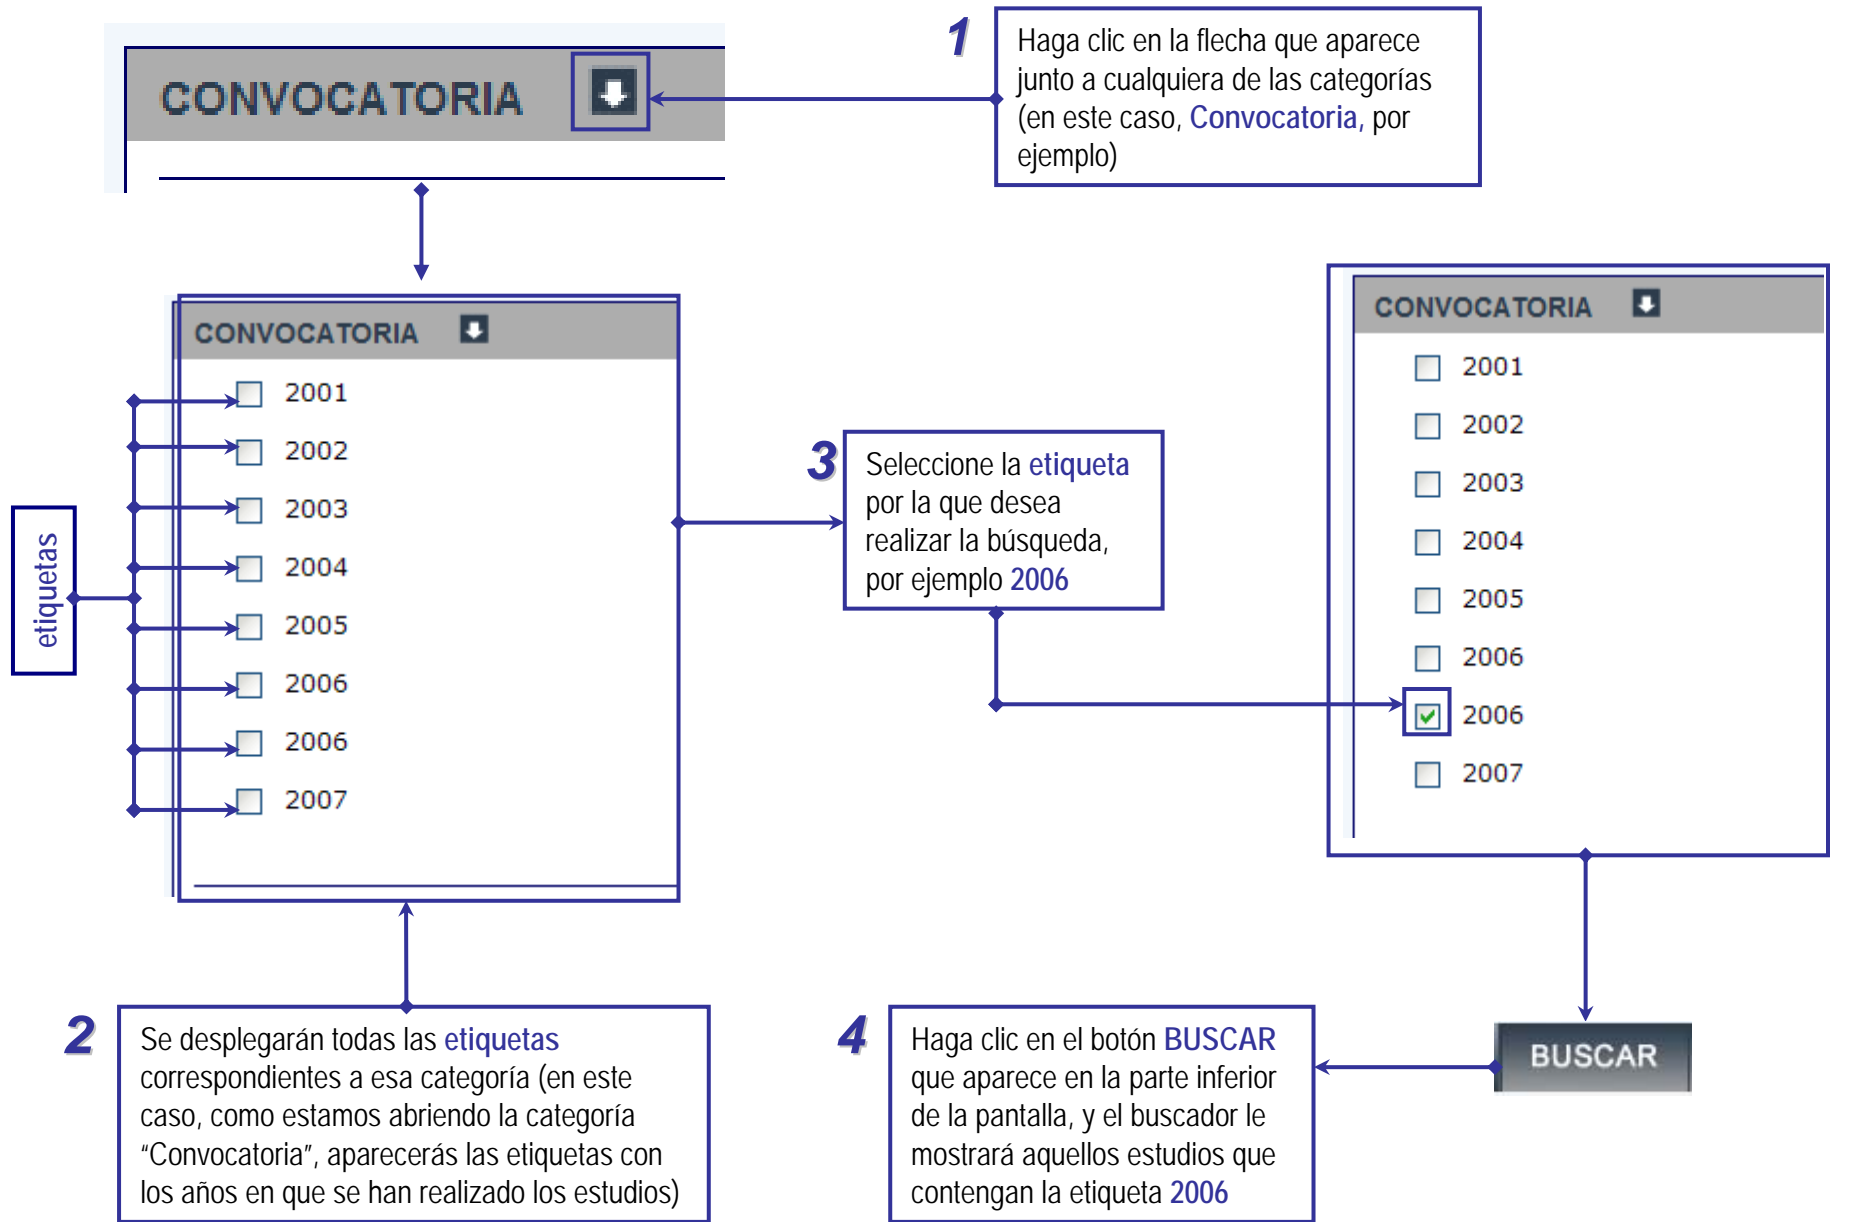 CONVOCATORIA
1
Haga clic en la flecha que aparece
junto a cualquiera de las categorías
(en este caso, Convocatoria, por
ejemplo)
CONVOCATORIA
2001
2002
2003
2004
2005
2006
2006
2007
etiquetas
2
Se desplegarán todas las etiquetas
correspondientes a esa categoría (en este
caso, como estamos abriendo la categoría
“Convocatoria”, aparecerás las etiquetas con
los años en que se han realizado los estudios)
3
Seleccione la etiqueta
por la que desea
realizar la búsqueda,
por ejemplo 2006
CONVOCATORIA
2001
2002
2003
2004
2005
2006
2006
2007
4
Haga clic en el botón BUSCAR
que aparece en la parte inferior
de la pantalla, y el buscador le
mostrará aquellos estudios que
contengan la etiqueta 2006
BUSCAR